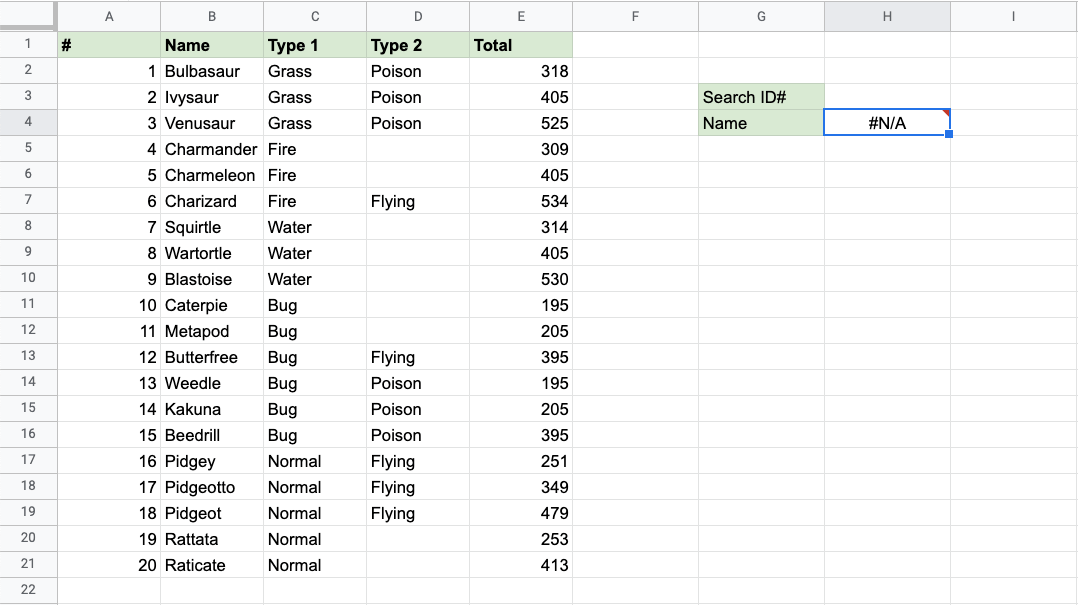 A B C D E F G H I
1 # Name Type 1 Type 2 Total
2 1 Bulbasaur Grass Poison 318
3 2 Ivysaur Grass Poison 405 Search ID#
4 3 Venusaur Grass Poison 525 Name #N/A
5 4 Charmander Fire 309
6 5 Charmeleon Fire 405
7 6 Charizard Fire Flying 534
8 7 Squirtle Water 314
9 8 Wartortle Water 405
10 9 Blastoise Water 530
11 10 Caterpie Bug 195
12 11 Metapod Bug 205
13 12 Butterfree Bug Flying 395
14 13 Weedle Bug Poison 195
15 14 Kakuna Bug Poison 205
16 15 Beedrill Bug Poison 395
17 16 Pidgey Normal Flying 251
18 17 Pidgeotto Normal Flying 349
19 18 Pidgeot Normal Flying 479
20 19 Rattata Normal 253
21 20 Raticate Normal 413
22